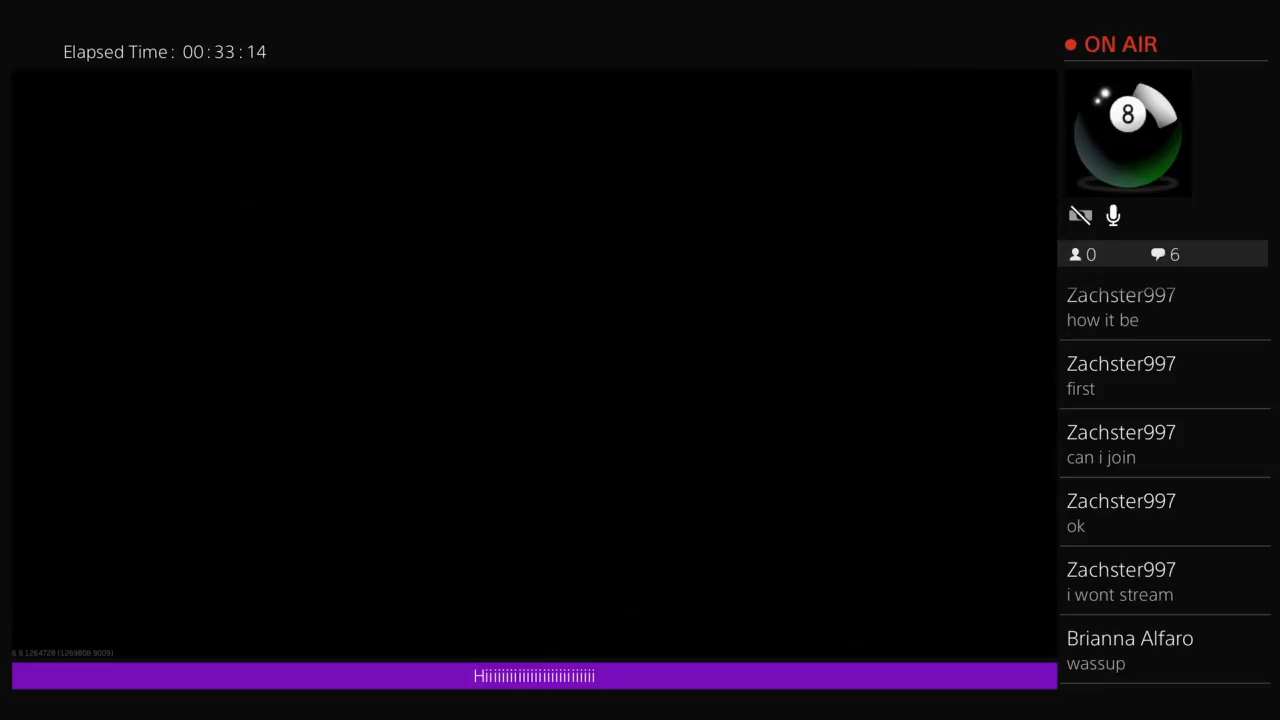 Elapsed Time: 00:33:14
ON AIR
8
0 6
Zachster997
how it be
Zachster997
first
Zachster997
can i join
Zachster997
ok
Zachster997
i wont stream
Brianna Alfaro
wassup
Hiiiiiiiiiiiiiiiiiiiiiiiiii